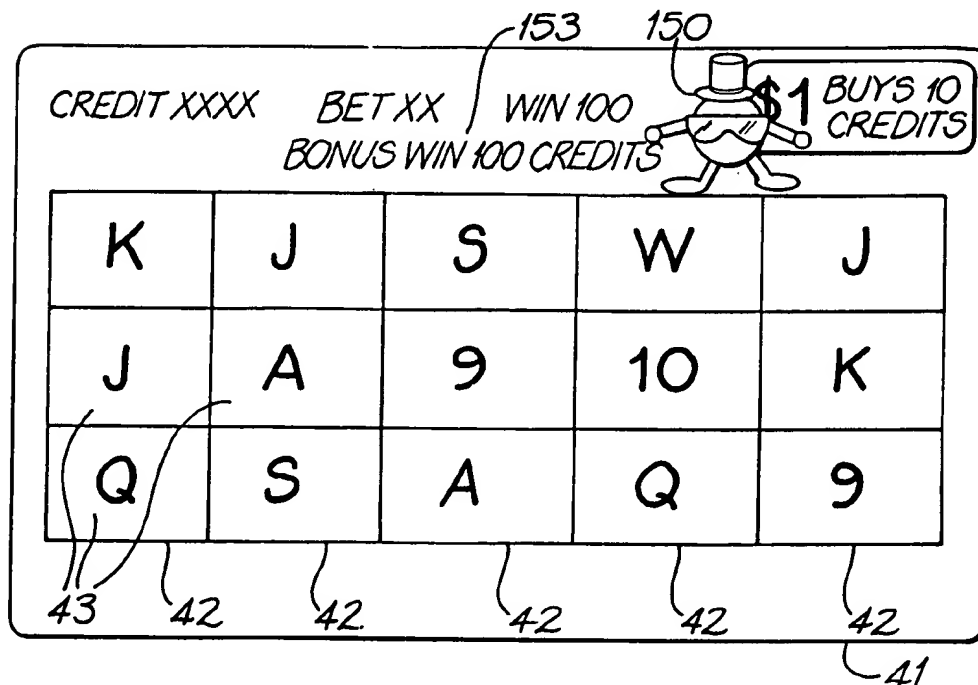 153 150
CREDIT XXXX BET XX WIN 100 $1 BUYS 10
CREDITS
BONUS WIN 100 CREDITS
K J S W J
J A 9 10 K
Q S A Q 9
43 42 42 42 42 42
41